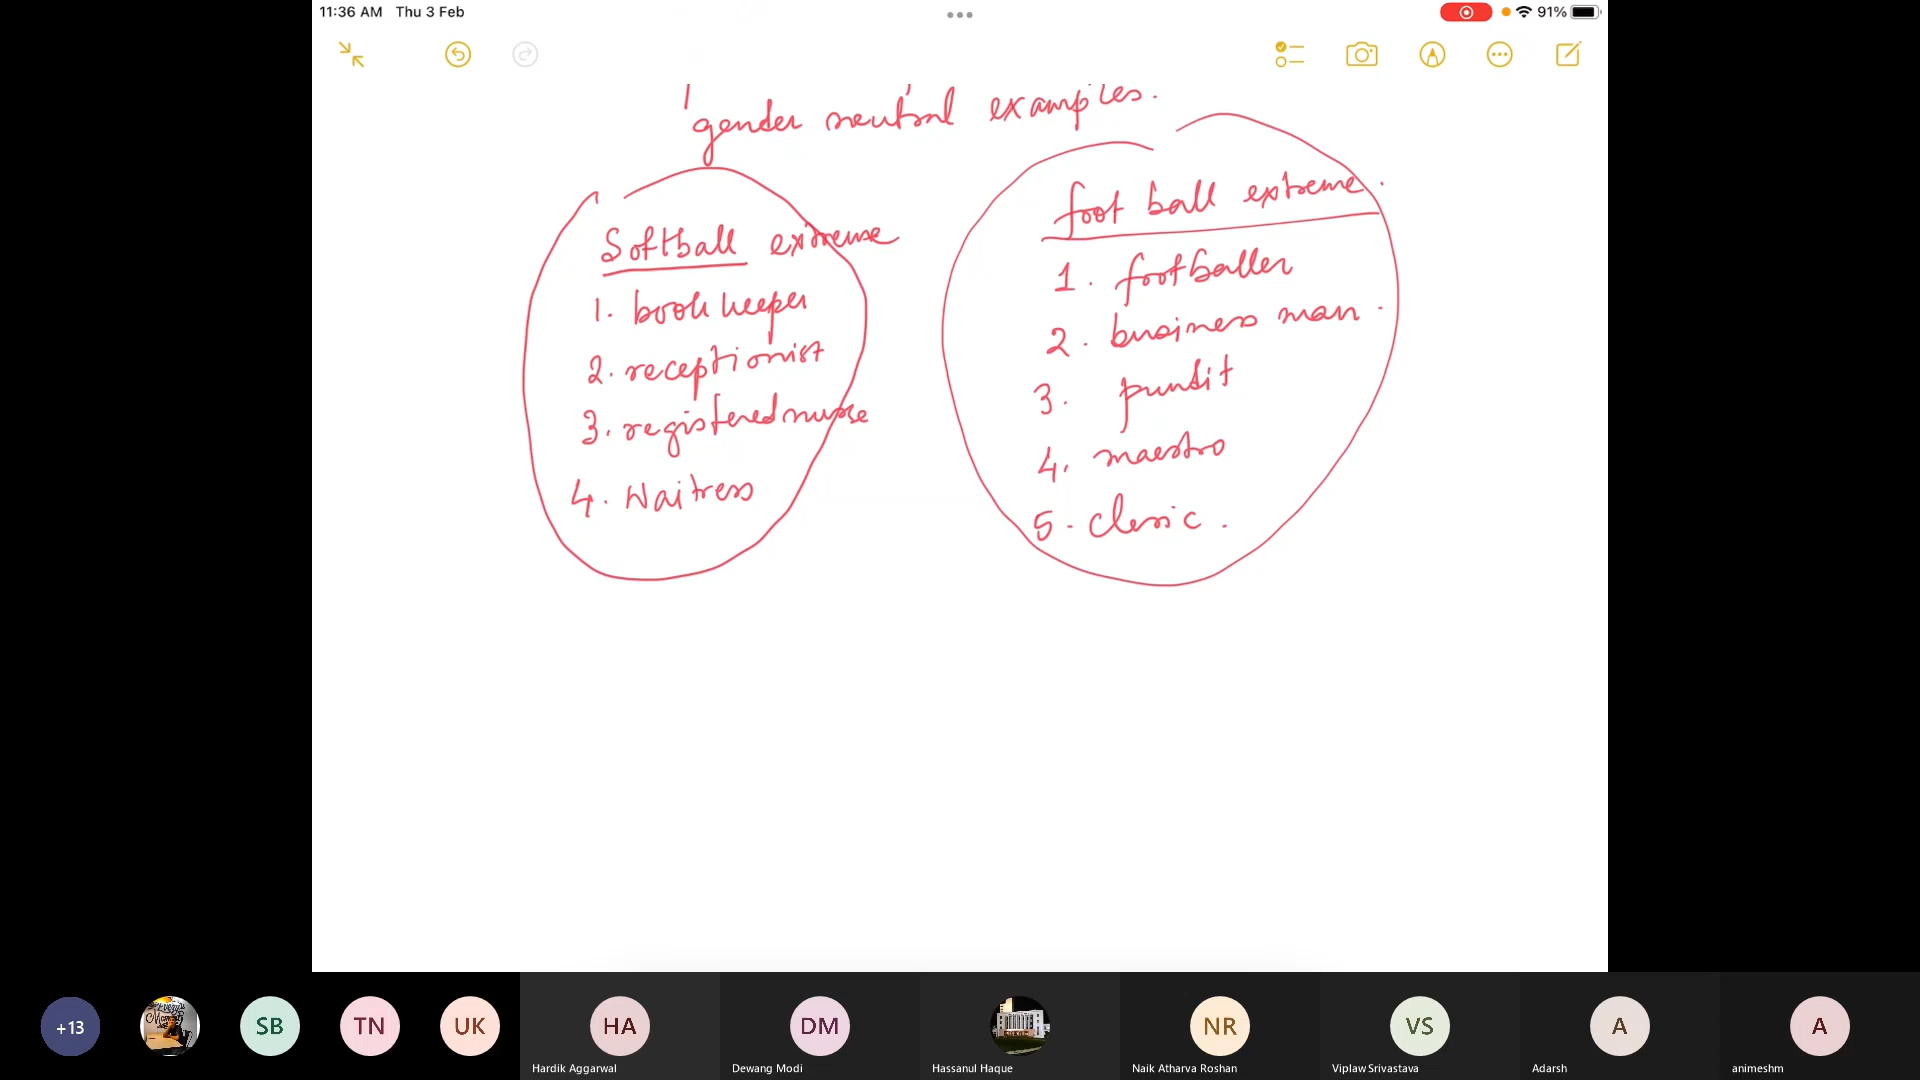 11:36 AM Thu 3 Feb
91%
gender neutral examples.
Softball extreme
1. book keeper
2. receptionist
3. registered nurse
4. Waitress
foot ball extreme.
1. footballer
2. business man.
3. pundit
4. maestro
5. cleric.
+13
SB
TN
UK
HA
Hardik Aggarwal
DM
Dewang Modi
Hassanul Haque
NR
Naik Atharva Roshan
VS
Viplaw Srivastava
A
Adarsh
A
animeshm